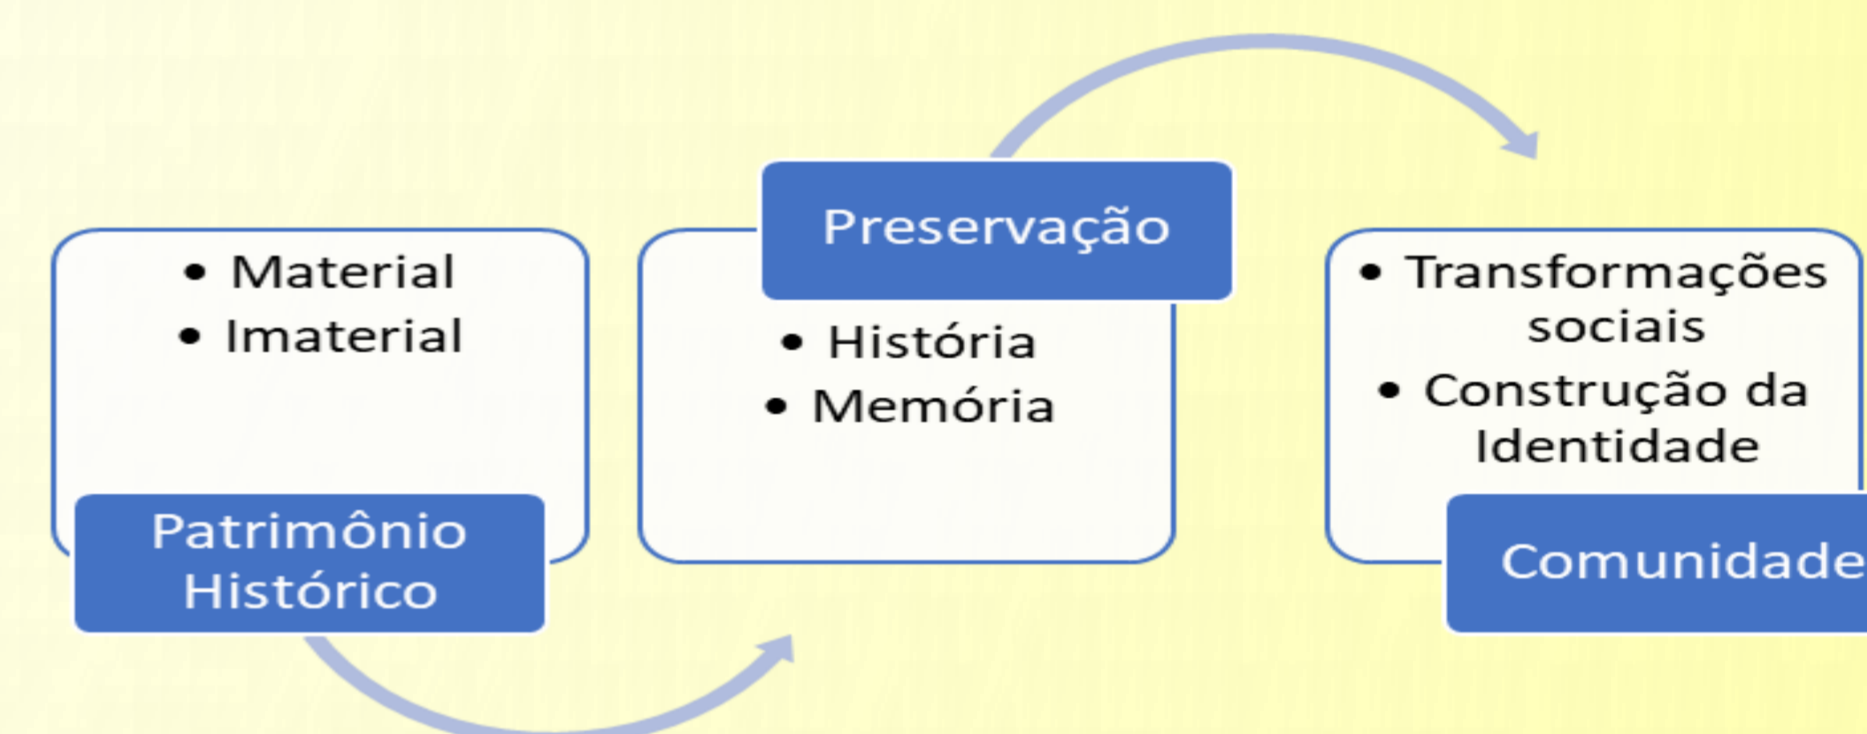 • Material
• Imaterial
Patrimônio
Histórico
Preservação
• História
• Memória
• Transformações
sociais
• Construção da
Identidade
Comunidade